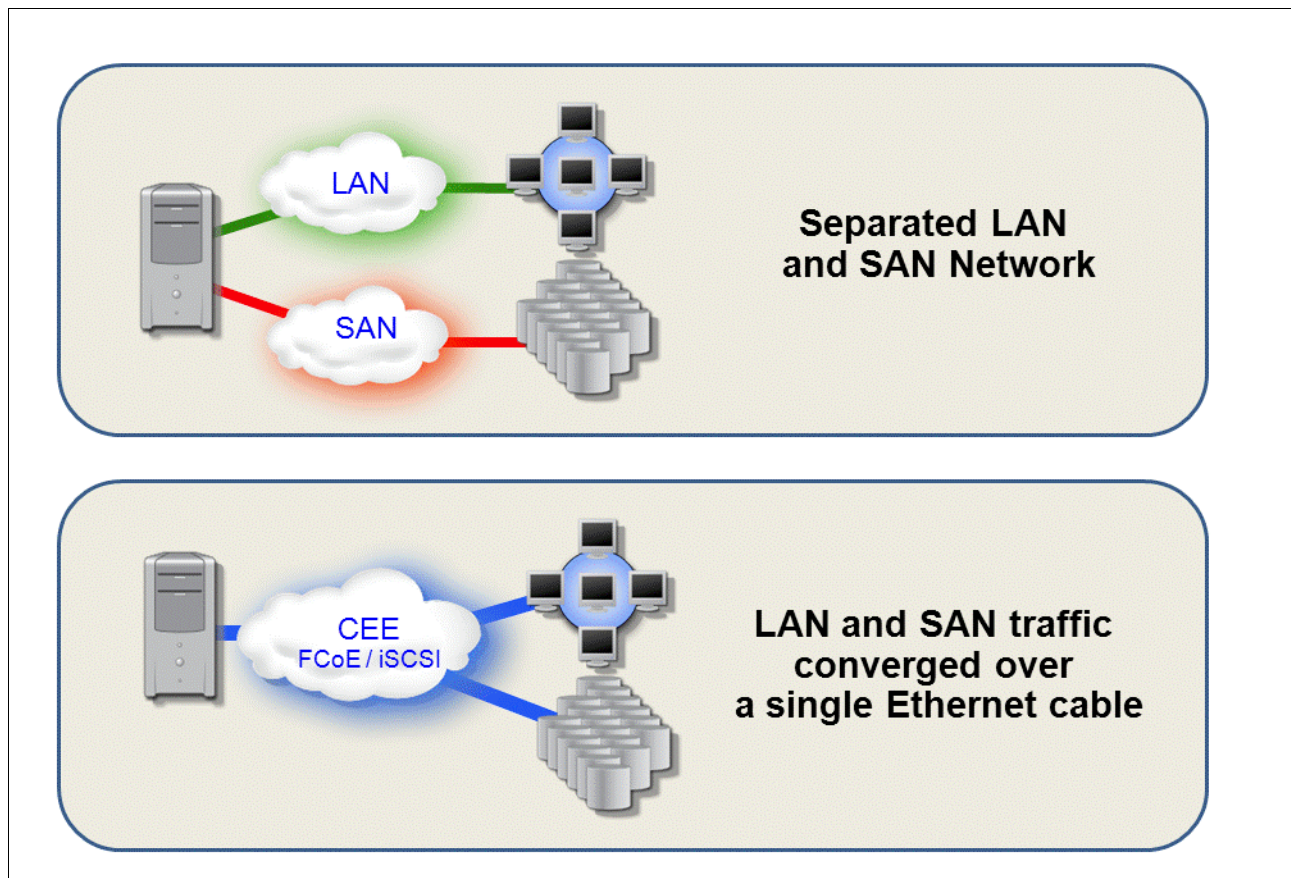 LAN
SAN
Separated LAN
and SAN Network
CEE
FCoE / iSCSI
LAN and SAN traffic
converged over
a single Ethernet cable